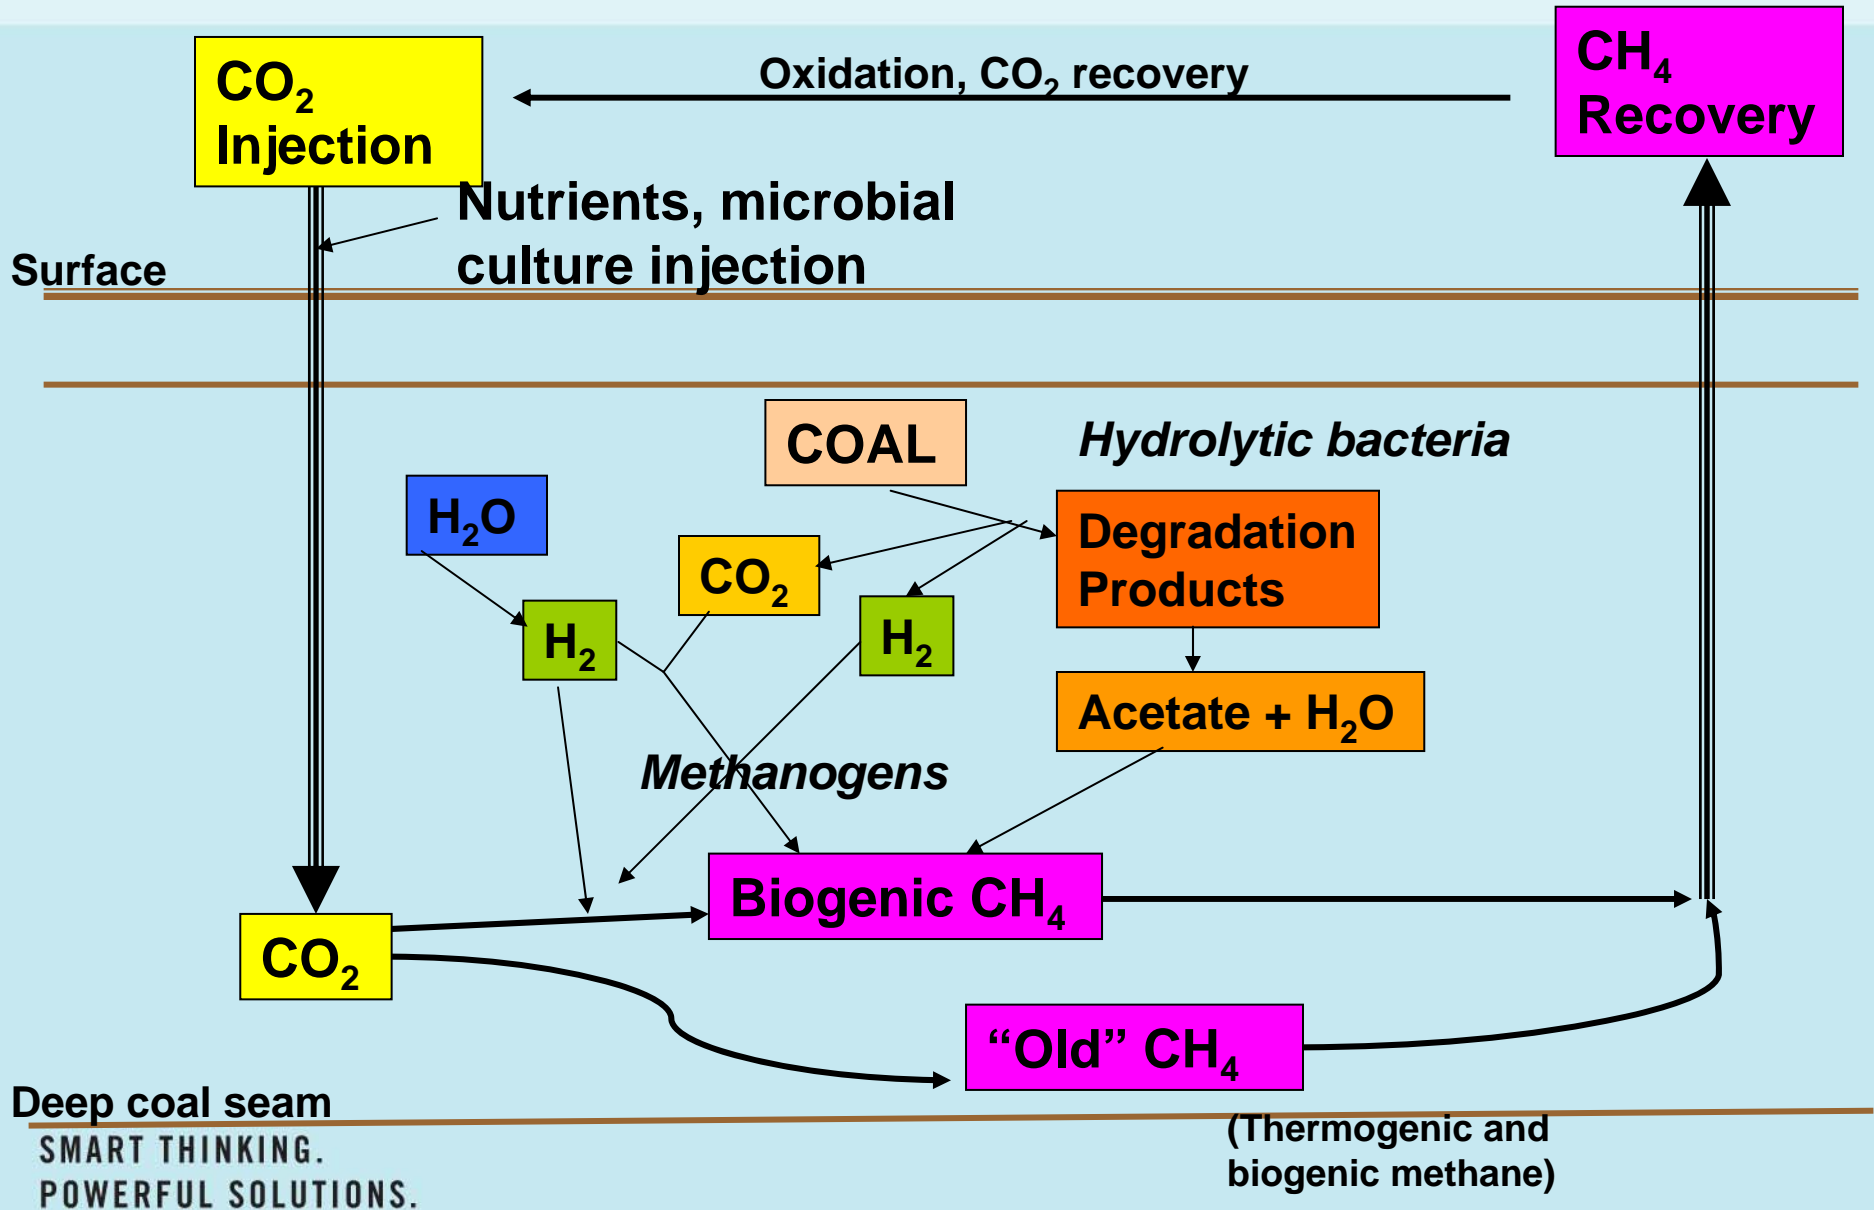 CO₂
Injection
Oxidation, CO₂ recovery
CH₄
Recovery
Nutrients, microbial
culture injection
Surface
COAL
Hydrolytic bacteria
H₂O
CO₂
Degradation
Products
H₂
H₂
Acetate + H₂O
Methanogens
Biogenic CH₄
CO₂
“Old” CH₄
Deep coal seam
(Thermogenic and
biogenic methane)
SMART THINKING.
POWERFUL SOLUTIONS.